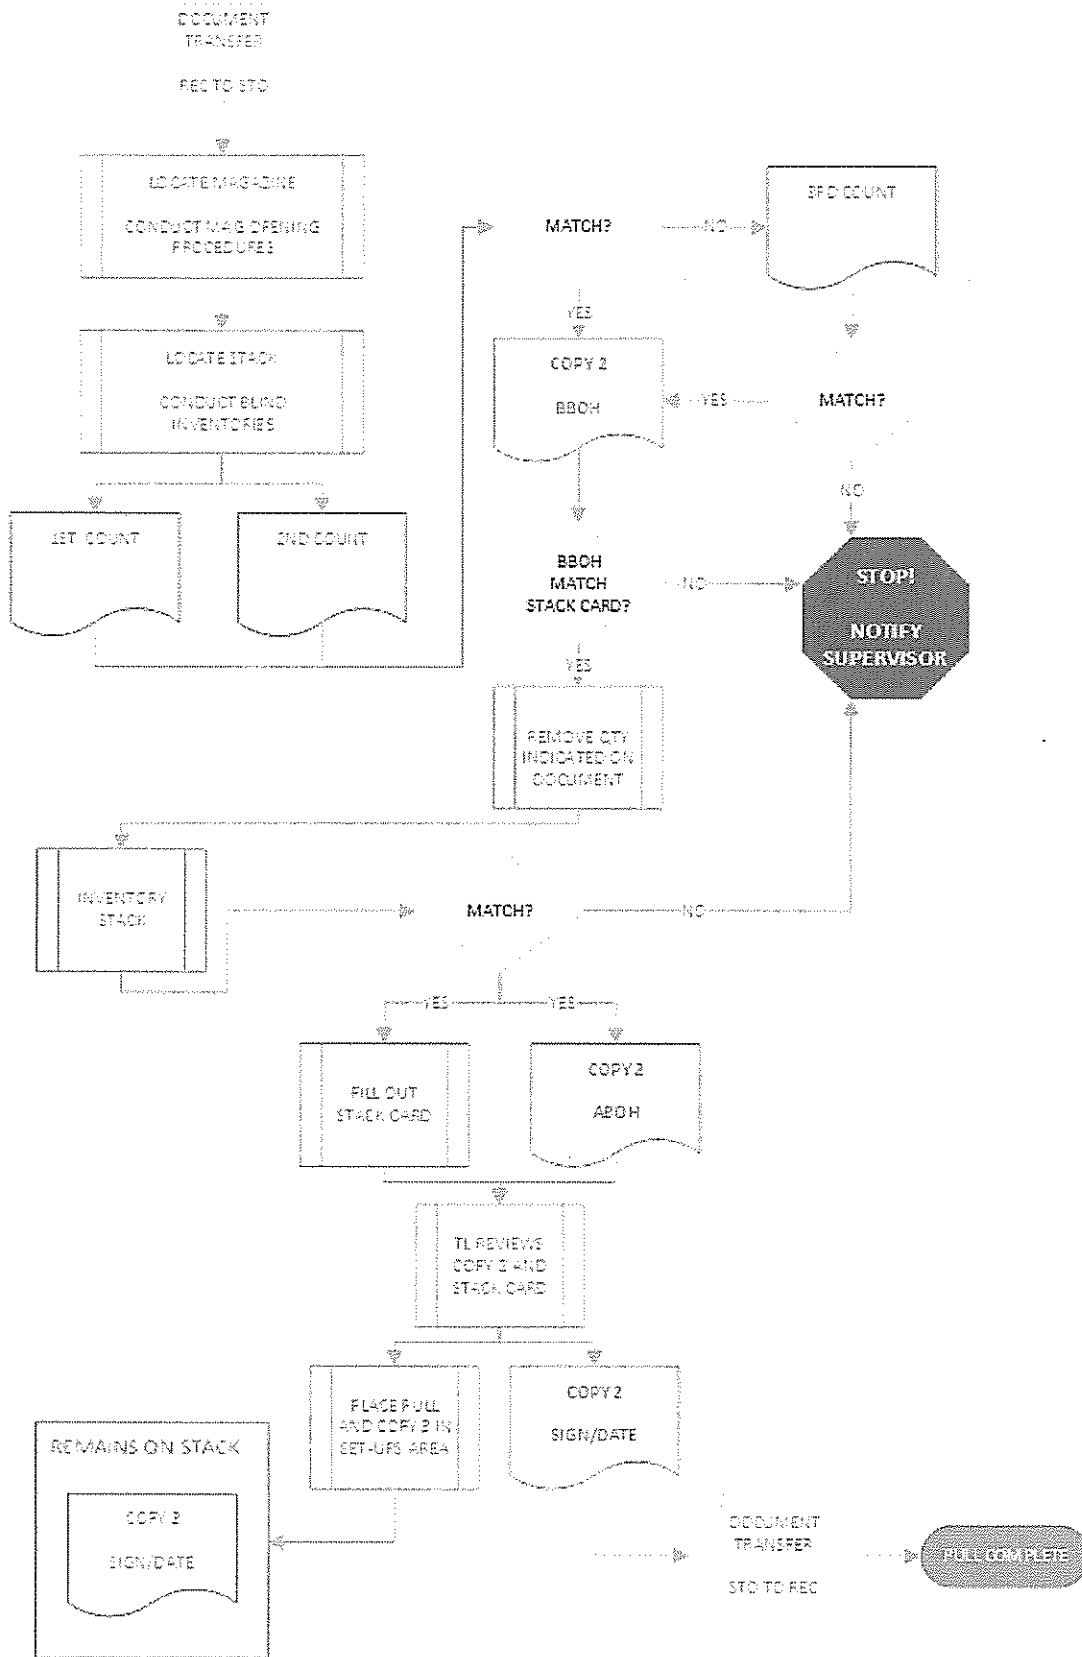 DOCUMENT
TRANSFER
REC TO STO
LOCATE MAGAZINE
CONDUCT MAG OPENING
PROCEDURES
LOCATE STACK
CONDUCT BLIND
INVENTORIES
1ST COUNT
2ND COUNT
MATCH?
NO
3RD COUNT
YES
COPY 2
BBOH
YES
MATCH?
NO
BBOH
MATCH
STACK CARD?
NO
STOP!
NOTIFY
SUPERVISOR
YES
REMOVE QTY
INDICATED ON
DOCUMENT
INVENTORY
STACK
MATCH?
NO
YES
YES
FILL OUT
STACK CARD
COPY 2
ABOH
TL REVIEWS
COPY 2 AND
STACK CARD
PLACE PULL
AND COPY 3 IN
SET-UPS AREA
COPY 2
SIGN/DATE
REMAINS ON STACK
COPY 3
SIGN/DATE
DOCUMENT
TRANSFER
STO TO REC
PULL COMPLETE